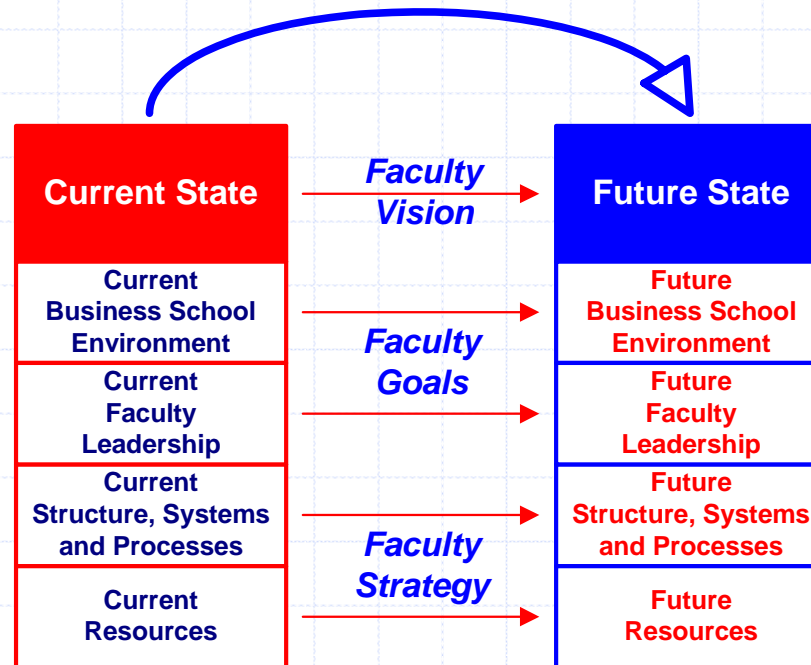 Current State
Faculty
Vision
Future State
Current
Business School
Environment
Future
Business School
Environment
Faculty
Goals
Current
Faculty
Leadership
Future
Faculty
Leadership
Current
Structure, Systems
and Processes
Future
Structure, Systems
and Processes
Faculty
Strategy
Current
Resources
Future
Resources